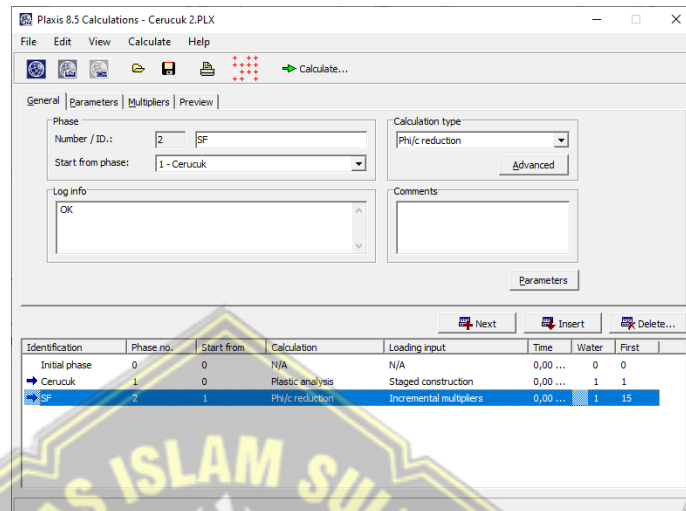 Plaxis 8.5 Calculations - Cerucuk 2.PLX
File Edit View Calculate Help
Calculate...
General Parameters Multipliers Preview
Phase
Number / ID.: 2 SF
Start from phase: 1 - Cerucuk
Calculation type
Phi/c reduction
Advanced
Log info
OK
Comments
Parameters
Next Insert Delete...
Identification Phase no. Start from Calculation Loading input Time Water First
Initial phase 0 0 N/A N/A 0,00 ... 0 0
Cerucuk 1 0 Plastic analysis Staged construction 0,00 ... 1 1
SF 2 1 Phi/c reduction Incremental multipliers 0,00 ... 1 15
ISLAM